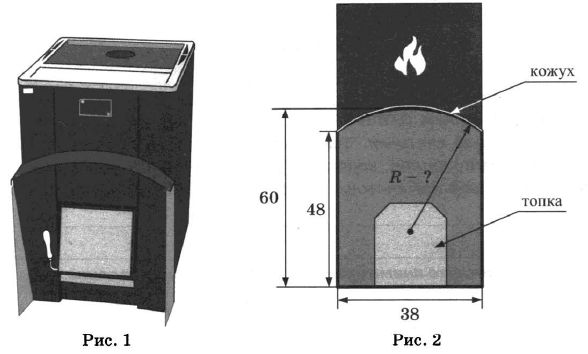 кожух
R – ?
60
48
топка
38
Рис. 1
Рис. 2